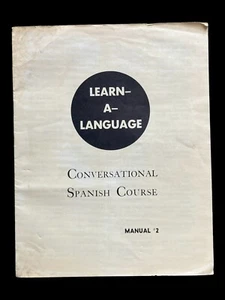 LEARN–
A–
LANGUAGE
CONVERSATIONAL
SPANISH COURSE
MANUAL '2